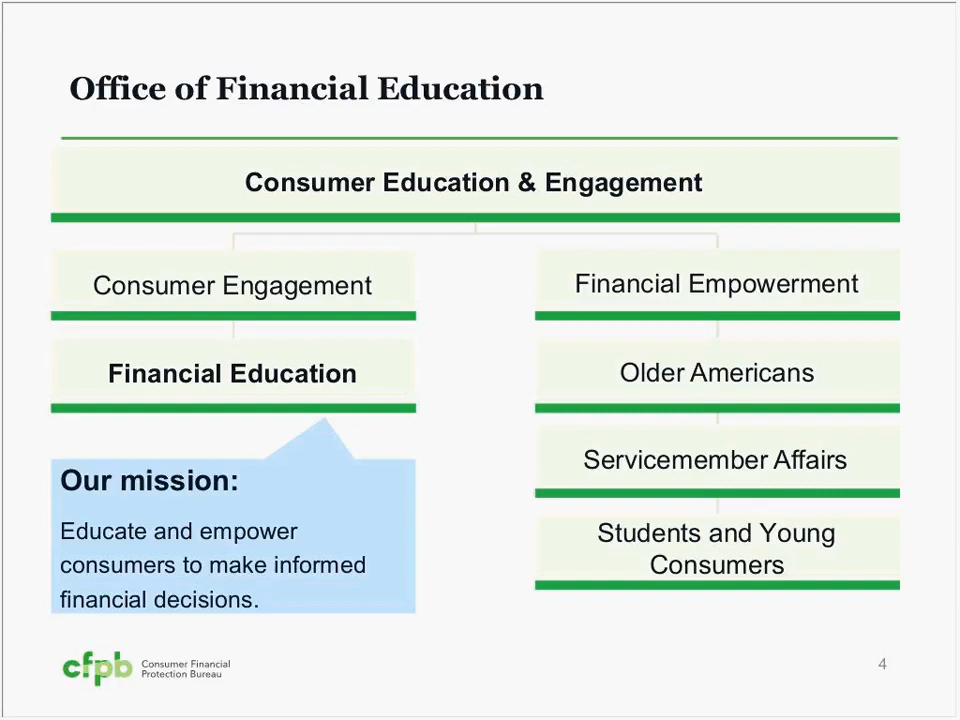 Office of Financial Education
Consumer Education & Engagement
Consumer Engagement
Financial Education
Our mission:
Educate and empower
consumers to make informed
financial decisions.
Financial Empowerment
Older Americans
Servicemember Affairs
Students and Young
Consumers
cfpb
Consumer Financial
Protection Bureau
4